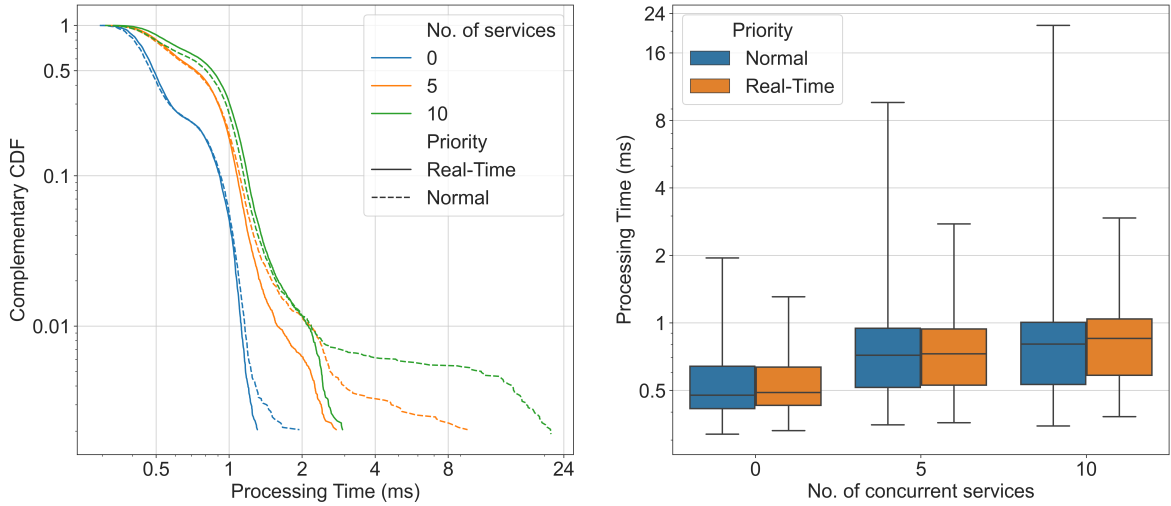 1
0.5
0.1
0.01
Complementary CDF
0.5 1 2 4 8 24
Processing Time (ms)
No. of services
0
5
10
Priority
Real-Time
Normal
24
16
8
4
2
1
0.5
Processing Time (ms)
0 5 10
No. of concurrent services
Priority
Normal
Real-Time